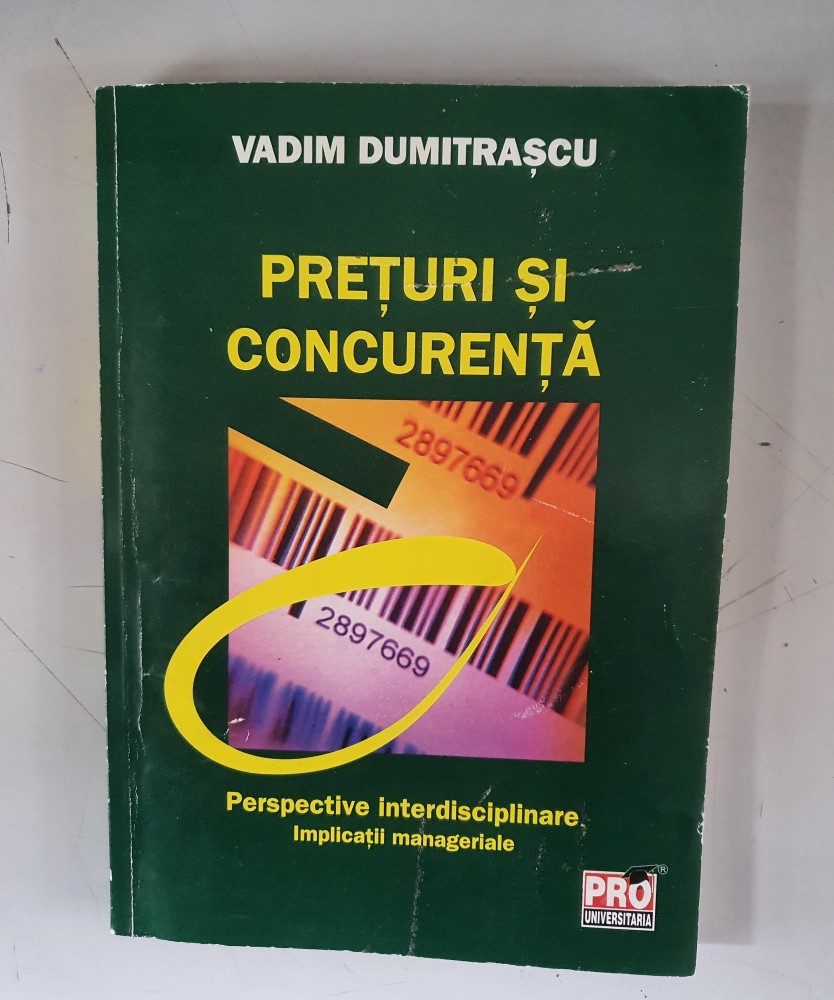 VADIM DUMITRAȘCU
PREȚURI ȘI
CONCURENȚĂ
2897669
2897669
Perspective interdisciplinare
Implicații manageriale
PRO
®
UNIVERSITARIA